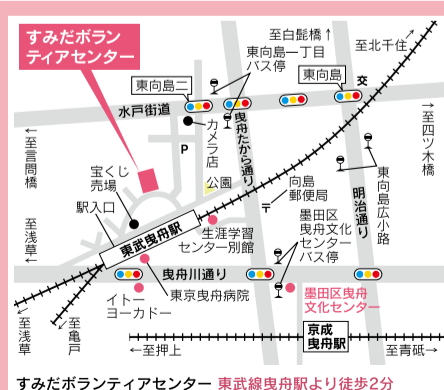 すみだボラン
ティアセンター
至白髭橋↑
至北千住→
東向島一丁目
バス停
東向島二
東向島
交
水戸街道
カメラ店
曳舟たから通り
←至言問橋
P
宝くじ
売場
公園
向島
郵便局
〒
→至四ツ木橋
明治通り
東向島広小路
駅入口
←至浅草
東武曳舟駅
生涯学習
センター別館
墨田区
曳舟文化
センター
バス停
曳舟川通り
イトー
ヨーカドー
東京曳舟病院
墨田区曳舟
文化センター
←至浅草
←至亀戸
京成
曳舟駅
←至押上
→至青砥
すみだボランティアセンター 東武線曳舟駅より徒歩2分